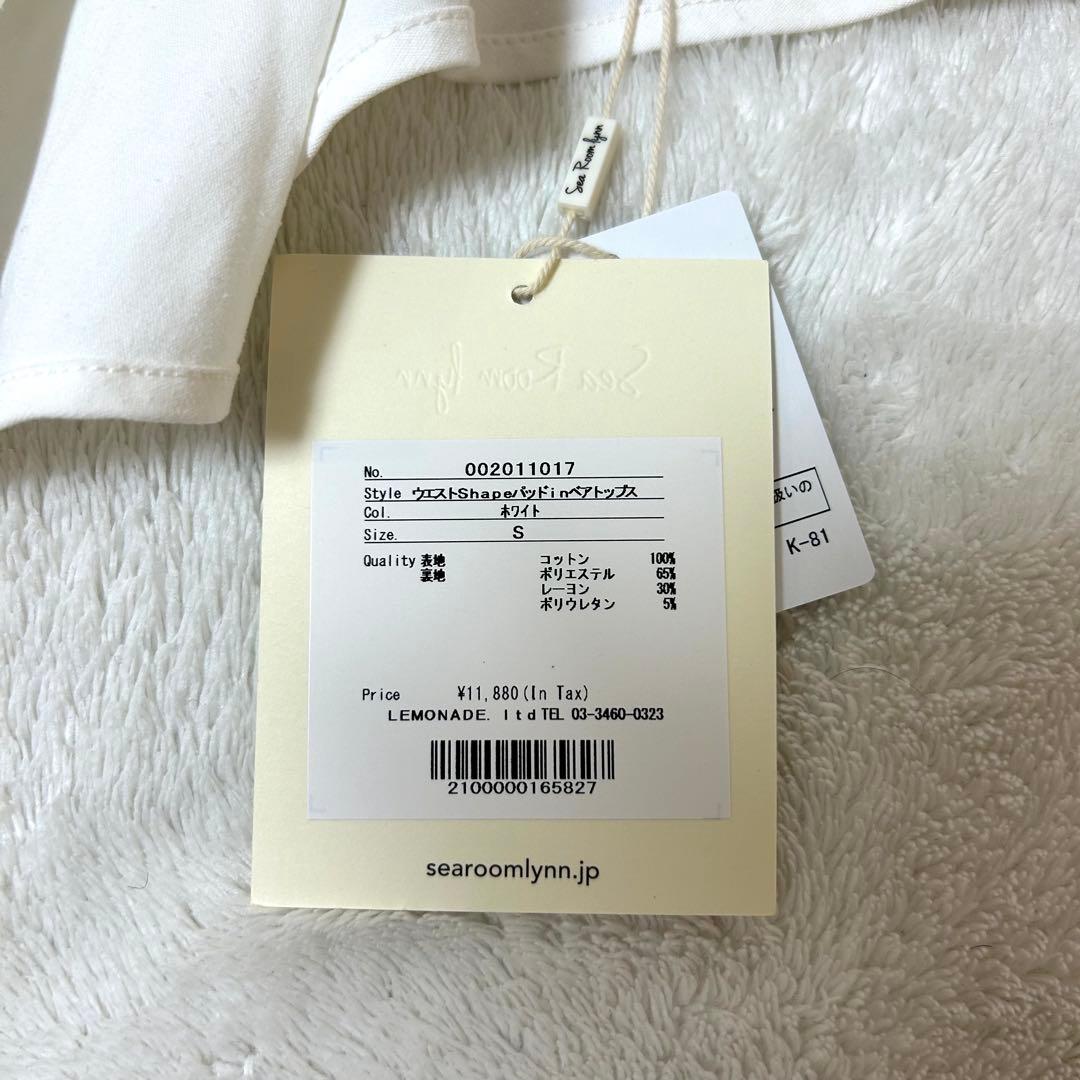 Sea Room lynn
Sea Room lynn
No. 002011017
Style ウエストShapeパッドinベアトップス
Col. ホワイト
Size. S
Quality 表地 コットン 100%
裏地 ポリエステル 65%
レーヨン 30%
ポリウレタン 5%
Price ¥11,880(In Tax)
LEMONADE. ltd TEL 03-3460-0323
2100000165827
searoomlynn.jp
扱いの
K-81